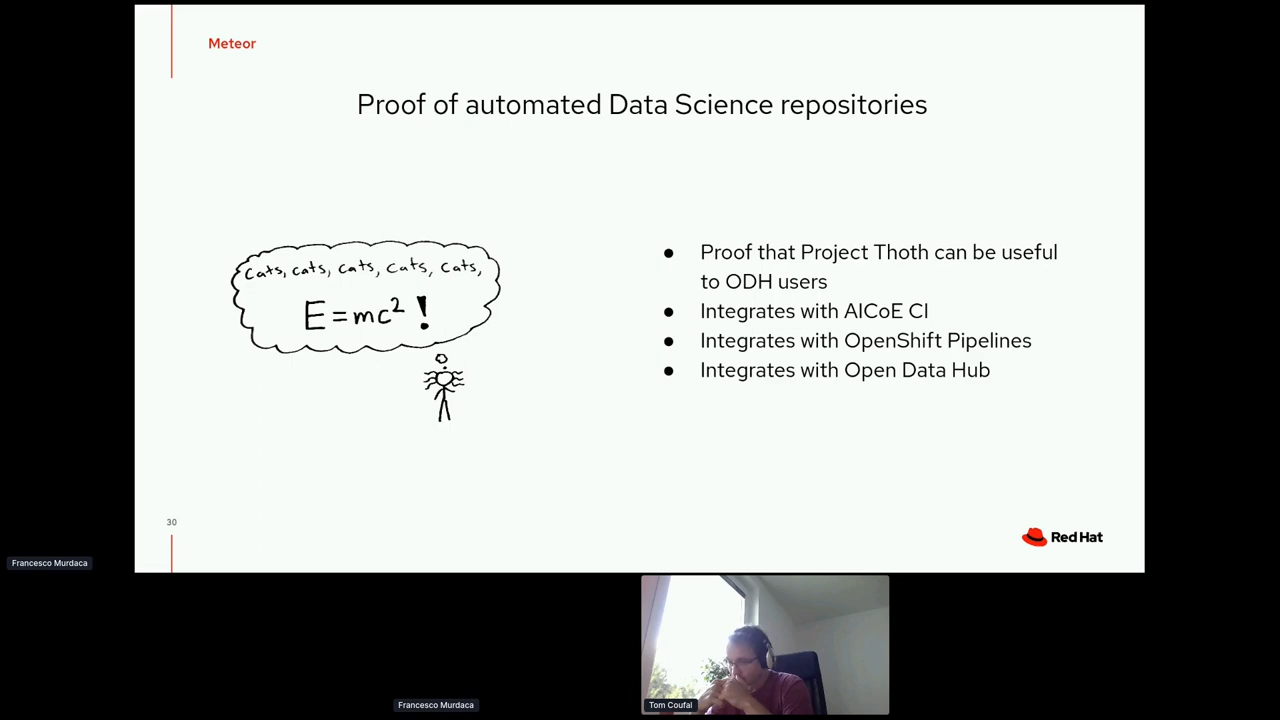 Meteor
Proof of automated Data Science repositories
cats, cats, cats, cats, cats,
E=mc² !
● Proof that Project Thoth can be useful
to ODH users
● Integrates with AICoE CI
● Integrates with OpenShift Pipelines
● Integrates with Open Data Hub
30
Red Hat
Francesco Murdaca
Francesco Murdaca
Tom Coufal